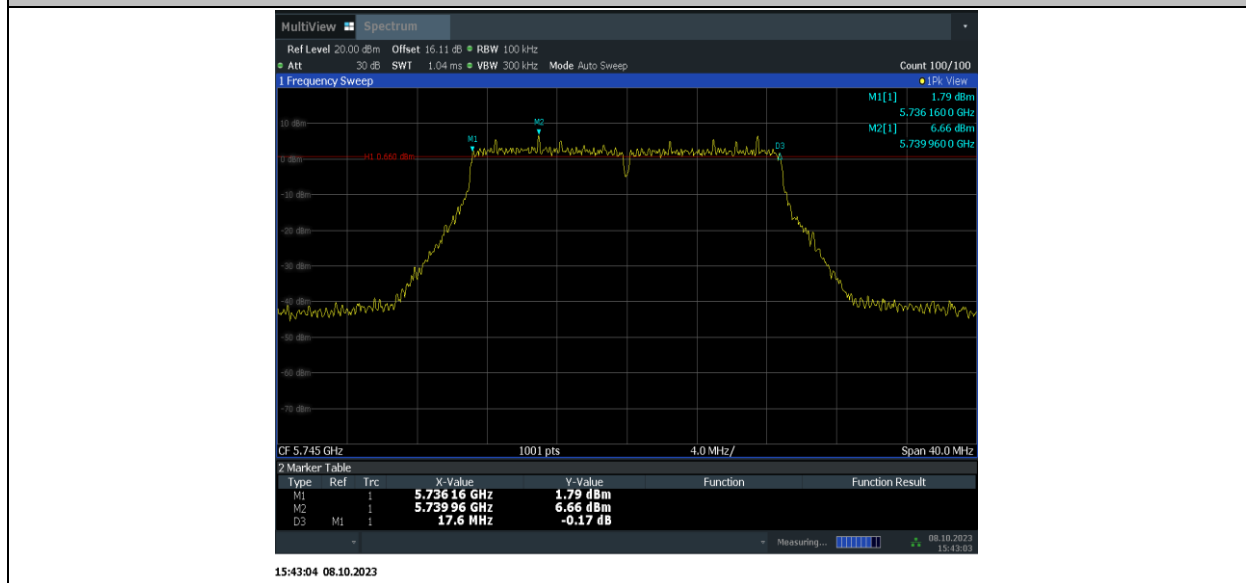 MultiView Spectrum
Ref Level 20.00 dBm Offset 16.11 dB RBW 100 kHz
Att 30 dB SWT 1.04 ms VBW 300 kHz Mode Auto Sweep Count 100/100
1 Frequency Sweep 1Pk View
M1[1] 1.79 dBm
5.736 160 0 GHz
M2[1] 6.66 dBm
5.739 960 0 GHz
10 dBm
M2
M1
D3
0 dBm
H1 0.660 dBm
-10 dBm
-20 dBm
-30 dBm
-40 dBm
-50 dBm
-60 dBm
-70 dBm
CF 5.745 GHz 1001 pts 4.0 MHz/ Span 40.0 MHz
2 Marker Table
Type Ref Trc X-Value Y-Value Function Function Result
M1 1 5.736 16 GHz 1.79 dBm
M2 1 5.739 96 GHz 6.66 dBm
D3 M1 1 17.6 MHz -0.17 dB
Measuring... 08.10.2023
15:43:03
15:43:04 08.10.2023